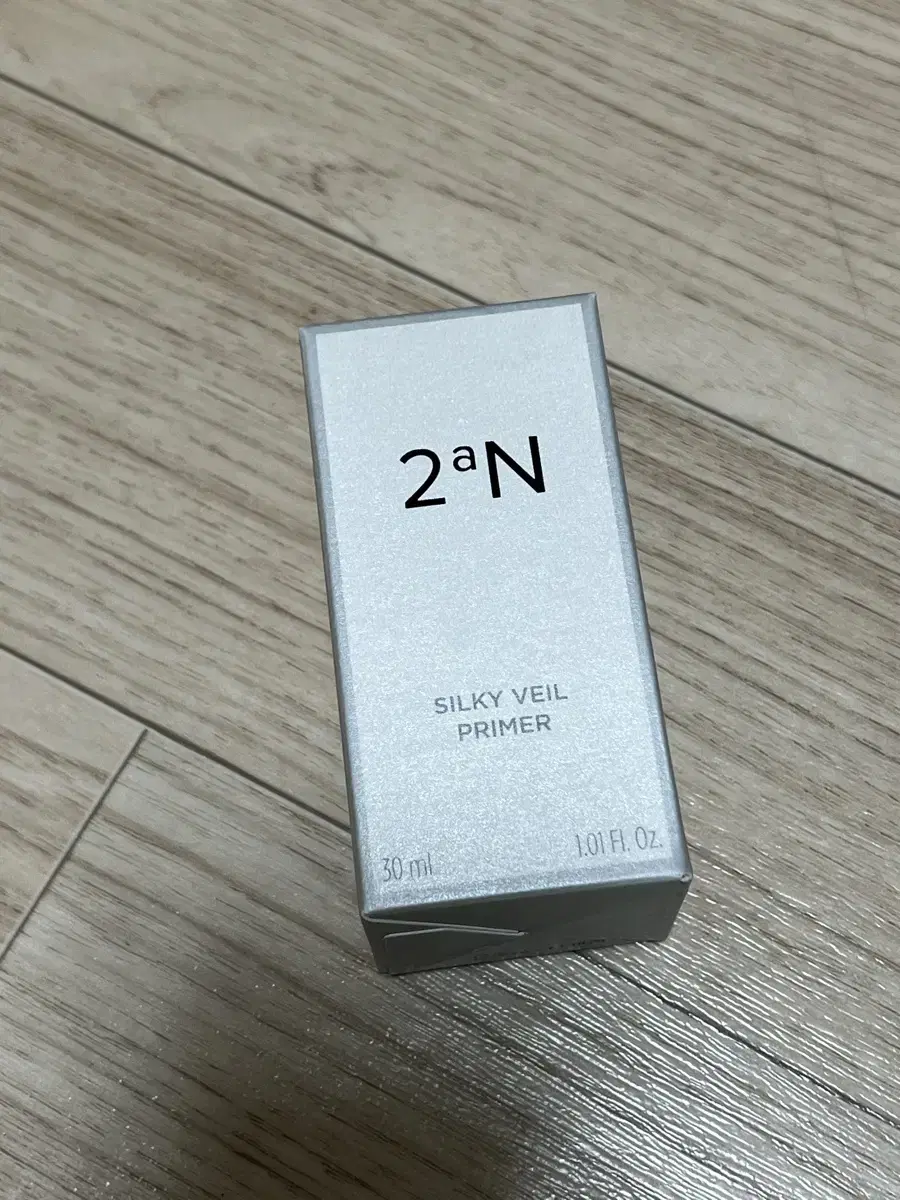 2aN
SILKY VEIL
PRIMER
30 ml
1.01 Fl. Oz.